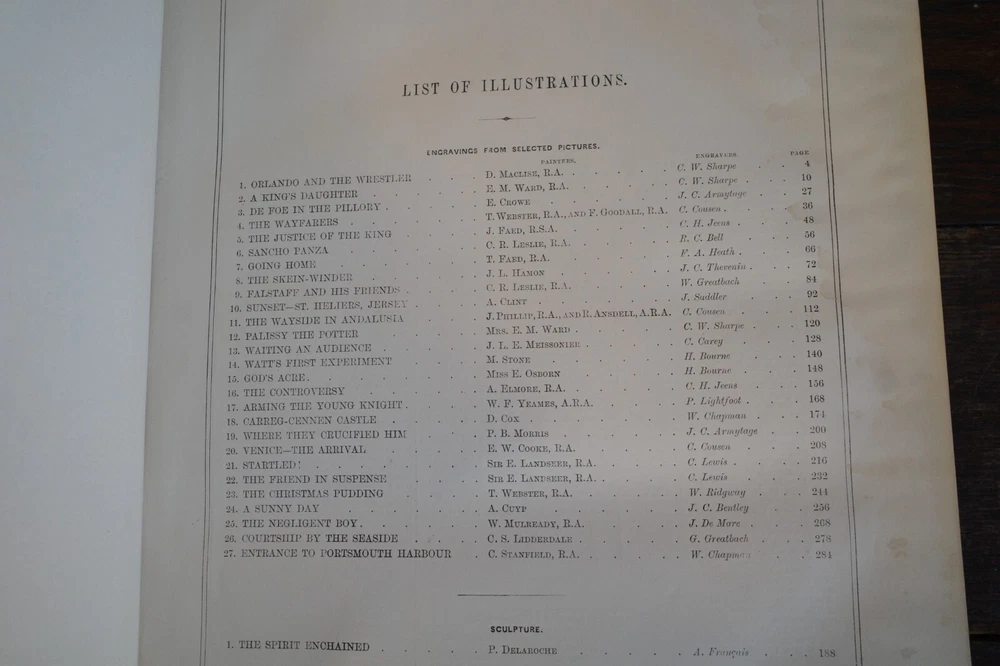 LIST OF ILLUSTRATIONS.
ENGRAVINGS FROM SELECTED PICTURES.
PAINTERS. ENGRAVERS. PAGE
1. ORLANDO AND THE WRESTLER . . D. MACLISE, R.A. . . . . C. W. Sharpe . . 4
2. A KING'S DAUGHTER . . . . E. M. WARD, R.A. . . . . C. W. Sharpe . . . 10
3. DE FOE IN THE PILLORY . . . . E. CROWE . . . . . J. C. Armytage . . 27
4. THE WAYFARERS . . . . . T. WEBSTER, R.A., AND F. GOODALL, R.A. . C. Cousen . . . 36
5. THE JUSTICE OF THE KING . . . J. FAED, R.S.A. . . . . C. H. Jeens . . . 48
6. SANCHO PANZA . . . . . C. R. LESLIE, R.A. . . . . R. C. Bell . . . 56
7. GOING HOME . . . . . T. FAED, R.A. . . . . F. A. Heath . . . 66
8. THE SKEIN-WINDER . . . . J. L. HAMON . . . . . J. C. Thevenin . . 72
9. FALSTAFF AND HIS FRIENDS . . . C. R. LESLIE, R.A. . . . . W. Greatbach . . 84
10. SUNSET—ST. HELIERS, JERSEY . . . A. CLINT . . . . . J. Saddler . . . 92
11. THE WAYSIDE IN ANDALUSIA . . . J. PHILLIP, R.A., AND R. ANSDELL, A.R.A. . C. Cousen . . . 112
12. PALISSY THE POTTER . . . . MRS. E. M. WARD . . . . . C. W. Sharpe . . . 120
13. WAITING AN AUDIENCE . . . . J. L. E. MEISSONIER . . . . C. Carey . . . 128
14. WATT'S FIRST EXPERIMENT . . . M. STONE . . . . . H. Bourne . . . 140
15. GOD'S ACRE . . . . . MISS E. OSBORN . . . . H. Bourne . . . 148
16. THE CONTROVERSY . . . . A. ELMORE, R.A. . . . . C. H. Jeens . . . 156
17. ARMING THE YOUNG KNIGHT . . . W. F. YEAMES, A.R.A. . . . . P. Lightfoot . . . 168
18. CARREG-CENNEN CASTLE . . . . D. COX . . . . . W. Chapman . . . 174
19. WHERE THEY CRUCIFIED HIM . . . P. B. MORRIS . . . . . J. C. Armytage . . 200
20. VENICE—THE ARRIVAL . . . . E. W. COOKE, R.A. . . . . C. Cousen . . . 208
21. STARTLED! . . . . . SIR E. LANDSEER, R.A. . . . . C. Lewis . . . 216
22. THE FRIEND IN SUSPENSE . . . . SIR E. LANDSEER, R.A. . . . . C. Lewis . . . 232
23. THE CHRISTMAS PUDDING . . . . T. WEBSTER, R.A. . . . . W. Ridgway . . . 244
24. A SUNNY DAY . . . . . A. CUYP . . . . . J. C. Bentley . . . 256
25. THE NEGLIGENT BOY . . . . . W. MULREADY, R.A. . . . . J. De Mare . . . 268
26. COURTSHIP BY THE SEASIDE . . . . C. S. LIDDERDALE . . . . G. Greatbach . . . 278
27. ENTRANCE TO PORTSMOUTH HARBOUR . C. STANFIELD, R.A. . . . . W. Chapman . . 284
SCULPTURE.
1. THE SPIRIT ENCHAINED . . . . P. DELAROCHE . . . . . A. Français . . . 188